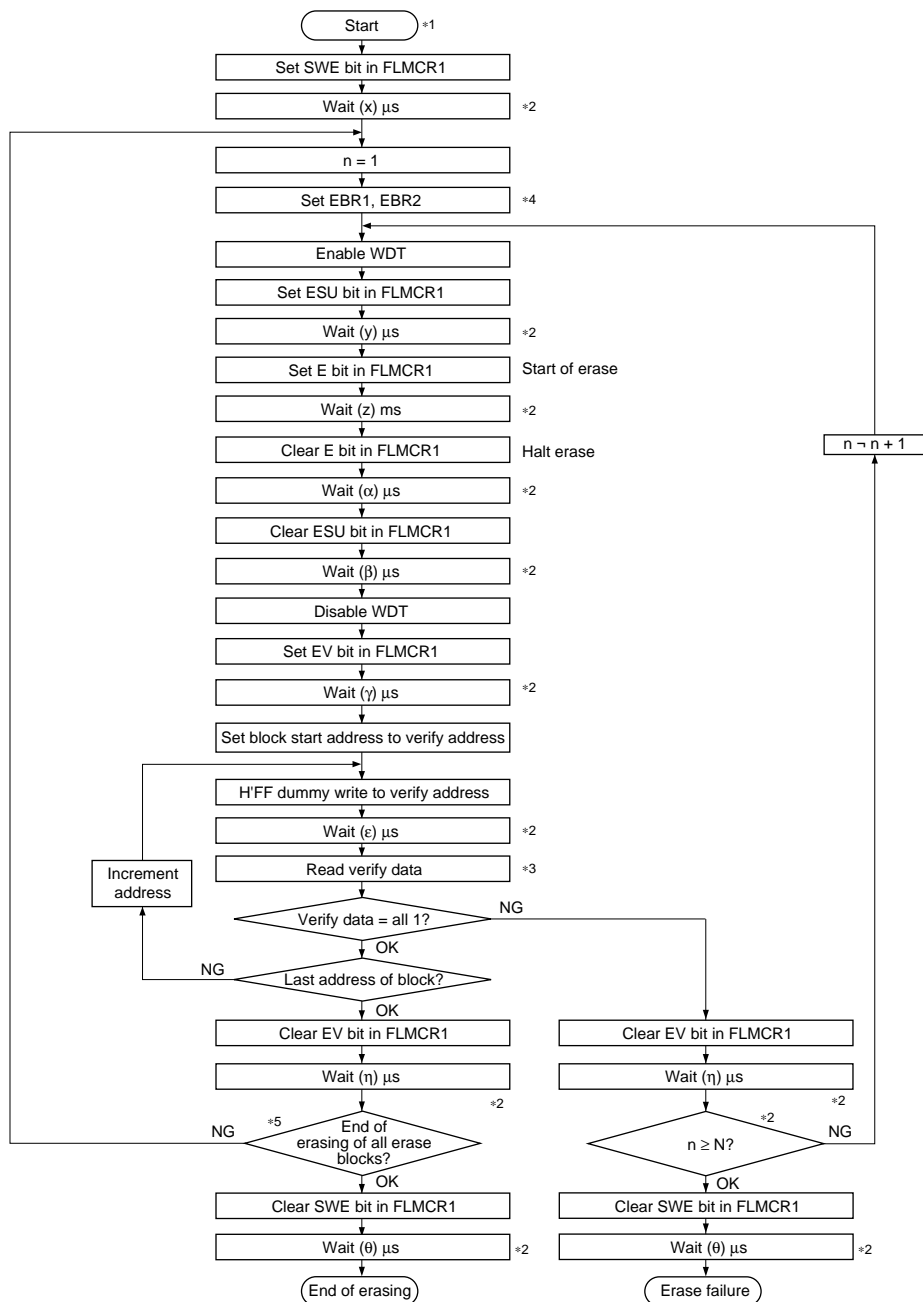 Start
*1
Set SWE bit in FLMCR1
Wait (x) µs
*2
n = 1
Set EBR1, EBR2
*4
Enable WDT
Set ESU bit in FLMCR1
Wait (y) µs
*2
Set E bit in FLMCR1
Start of erase
Wait (z) ms
*2
Clear E bit in FLMCR1
Halt erase
n ¬ n + 1
Wait (α) µs
*2
Clear ESU bit in FLMCR1
Wait (β) µs
*2
Disable WDT
Set EV bit in FLMCR1
Wait (γ) µs
*2
Set block start address to verify address
H'FF dummy write to verify address
Wait (ε) µs
*2
Increment
address
Read verify data
*3
Verify data = all 1?
NG
OK
NG
Last address of block?
OK
Clear EV bit in FLMCR1
Clear EV bit in FLMCR1
Wait (η) µs
*2
Wait (η) µs
*2
NG
*5
End of
erasing of all erase
blocks?
OK
*2
n ≥ N?
NG
OK
Clear SWE bit in FLMCR1
Clear SWE bit in FLMCR1
Wait (θ) µs
*2
Wait (θ) µs
*2
End of erasing
Erase failure